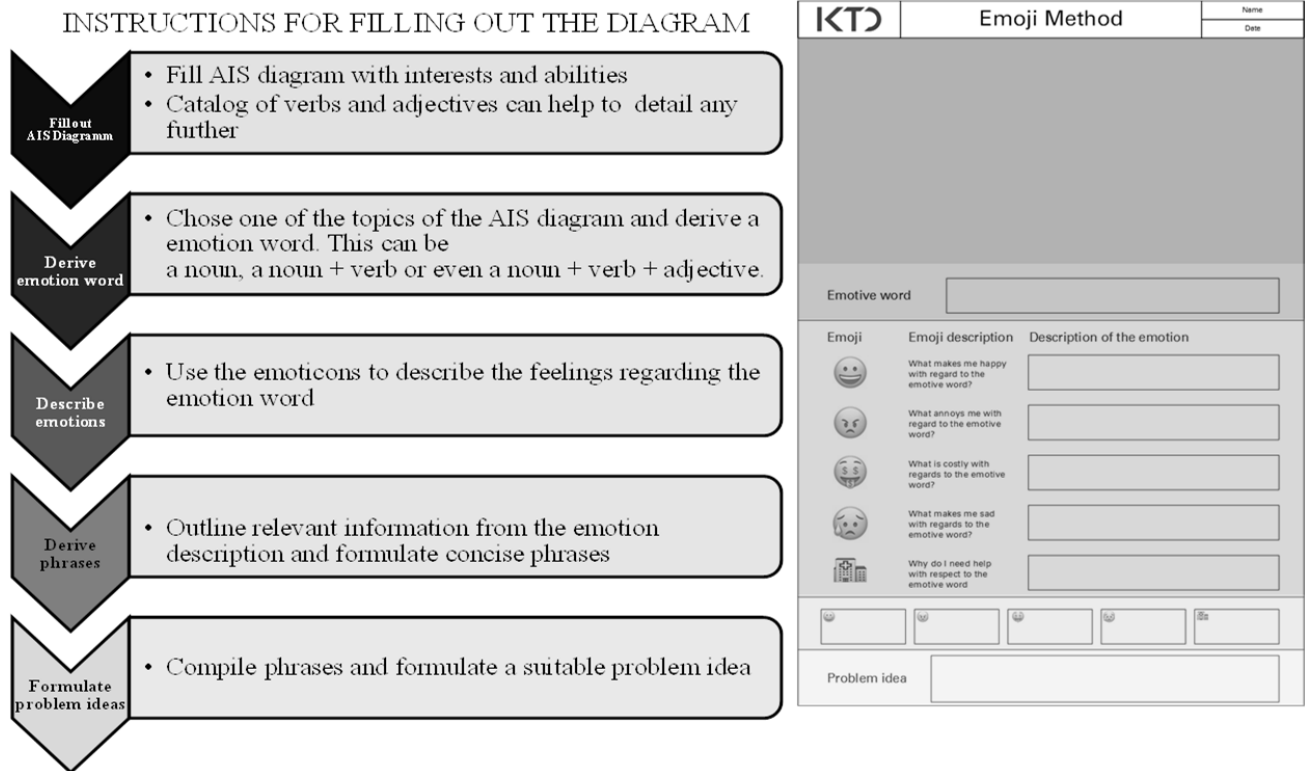 INSTRUCTIONS FOR FILLING OUT THE DIAGRAM
Fill out
AIS Diagramm
• Fill AIS diagram with interests and abilities
• Catalog of verbs and adjectives can help to detail any
further
Derive
emotion word
• Chose one of the topics of the AIS diagram and derive a
emotion word. This can be
a noun, a noun + verb or even a noun + verb + adjective.
Describe
emotions
• Use the emoticons to describe the feelings regarding the
emotion word
Derive
phrases
• Outline relevant information from the emotion
description and formulate concise phrases
Formulate
problem ideas
• Compile phrases and formulate a suitable problem idea
KTD
Emoji Method
Name
Date
Emotive word
Emoji
Emoji description
Description of the emotion
What makes me happy
with regard to the
emotive word?
What annoys me with
regard to the emotive
word?
What is costly with
regards to the emotive
word?
What makes me sad
with regards to the
emotive word?
Why do I need help
with respect to the
emotive word
Problem idea